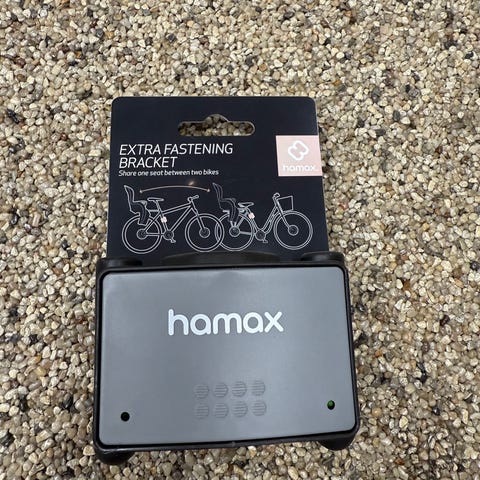 EXTRA FASTENING
BRACKET
Share one seat between two bikes
hamax.
hamax